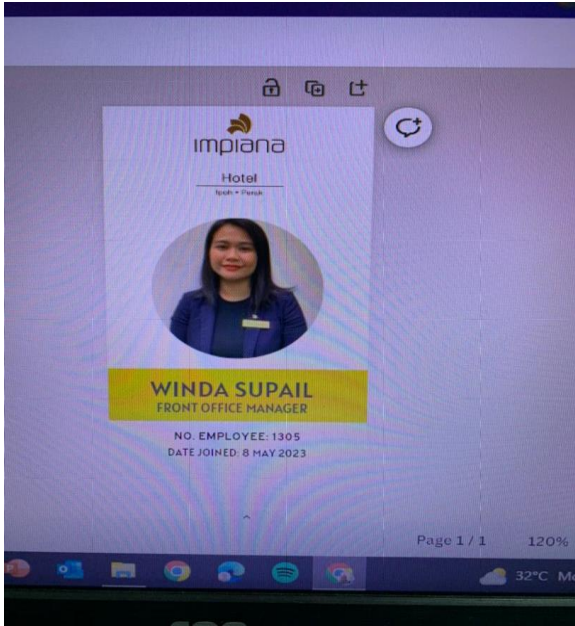 impiana
Hotel
Ipoh • Perak
WINDA SUPAIL
FRONT OFFICE MANAGER
NO. EMPLOYEE: 1305
DATE JOINED: 8 MAY 2023
Page 1 / 1 120%
32°C